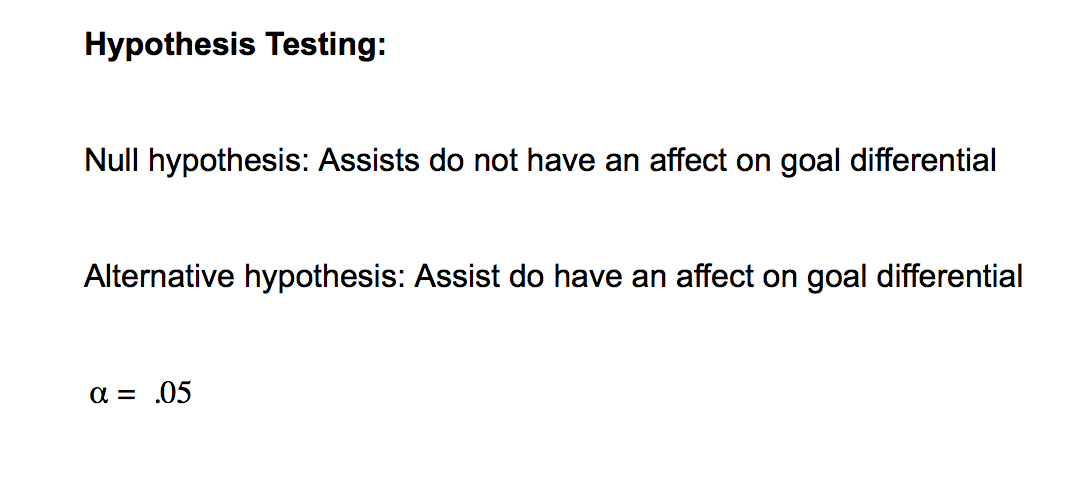 Hypothesis Testing:
Null hypothesis: Assists do not have an affect on goal differential
Alternative hypothesis: Assist do have an affect on goal differential
α = .05